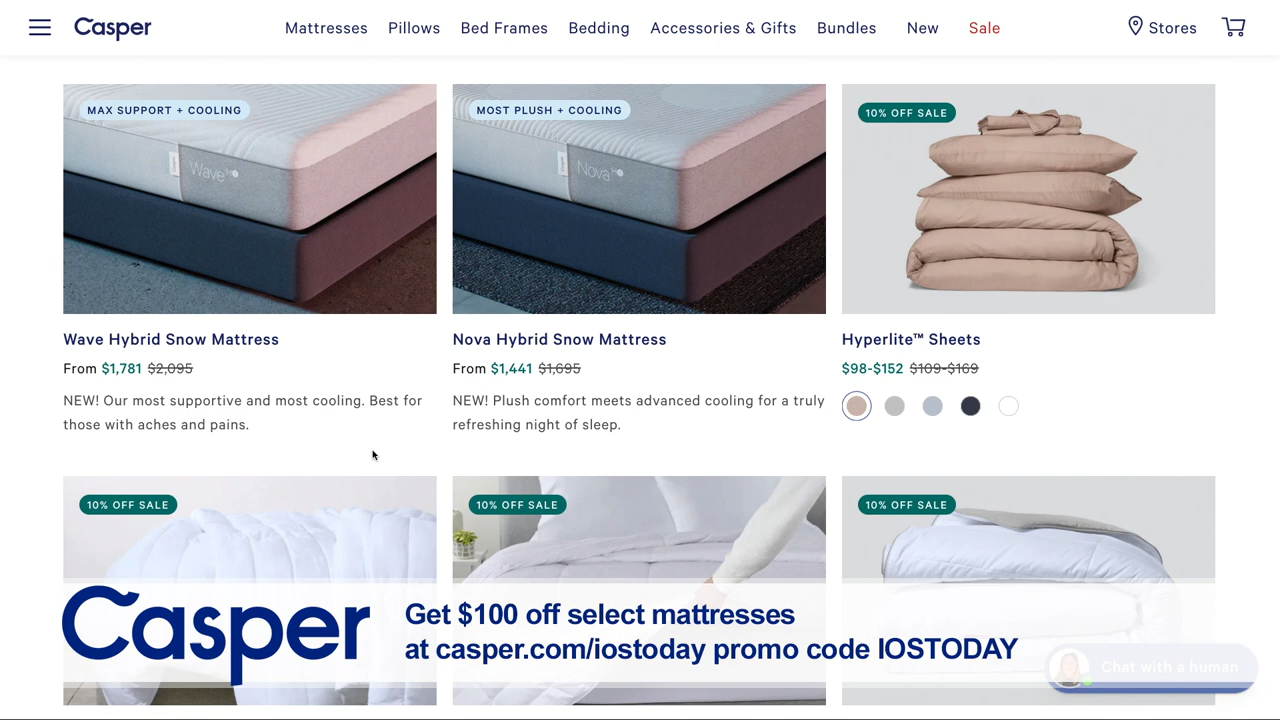 Casper
Mattresses Pillows Bed Frames Bedding Accessories & Gifts Bundles New Sale
Stores
MAX SUPPORT + COOLING
Wave
MOST PLUSH + COOLING
Nova
10% OFF SALE
Wave Hybrid Snow Mattress
From $1,781 $2,095
NEW! Our most supportive and most cooling. Best for
those with aches and pains.
Nova Hybrid Snow Mattress
From $1,441 $1,695
NEW! Plush comfort meets advanced cooling for a truly
refreshing night of sleep.
Hyperlite™ Sheets
$98-$152 $109-$169
10% OFF SALE
10% OFF SALE
10% OFF SALE
Casper
Get $100 off select mattresses
at casper.com/iostoday promo code IOSTODAY
Chat with a human